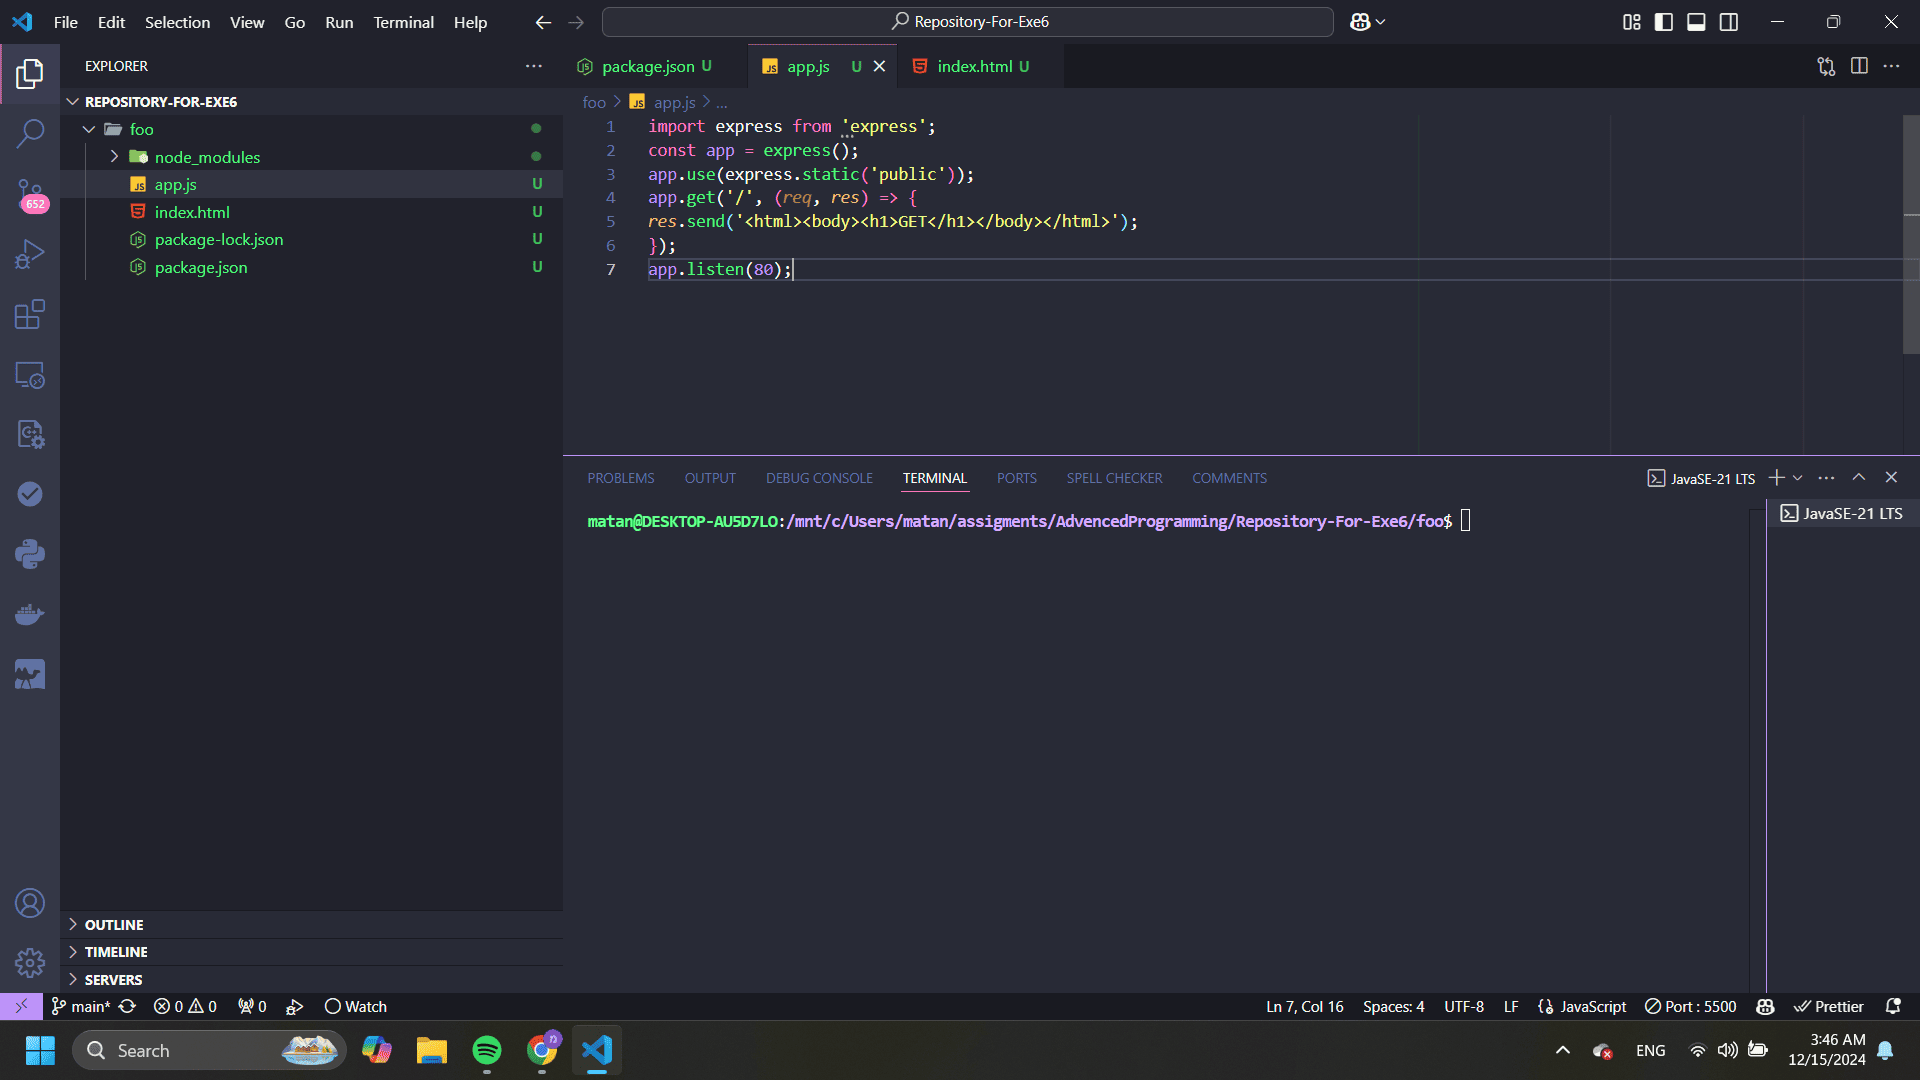 File Edit Selection View Go Run Terminal Help
Repository-For-Exe6
EXPLORER
REPOSITORY-FOR-EXE6
foo
node_modules
app.js U
index.html U
package-lock.json U
package.json U
652
OUTLINE
TIMELINE
SERVERS
package.json U
app.js U
index.html U
foo > JS app.js > ...
1 import express from 'express';
2 const app = express();
3 app.use(express.static('public'));
4 app.get('/', (req, res) => {
5 res.send('<html><body><h1>GET</h1></body></html>');
6 });
7 app.listen(80);
PROBLEMS OUTPUT DEBUG CONSOLE TERMINAL PORTS SPELL CHECKER COMMENTS
JavaSE-21 LTS
matan@DESKTOP-AU5D7LO:/mnt/c/Users/matan/assigments/AdvencedProgramming/Repository-For-Exe6/foo$
JavaSE-21 LTS
main* 0 0 0 Watch
Ln 7, Col 16 Spaces: 4 UTF-8 LF JavaScript Port : 5500 Prettier
Search
ENG
3:46 AM
12/15/2024